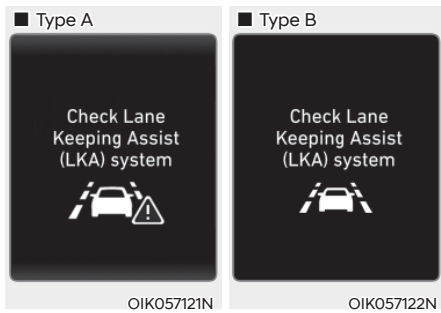 ■ Type A
Check Lane
Keeping Assist
(LKA) system
OIK057121N
■ Type B
Check Lane
Keeping Assist
(LKA) system
OIK057122N